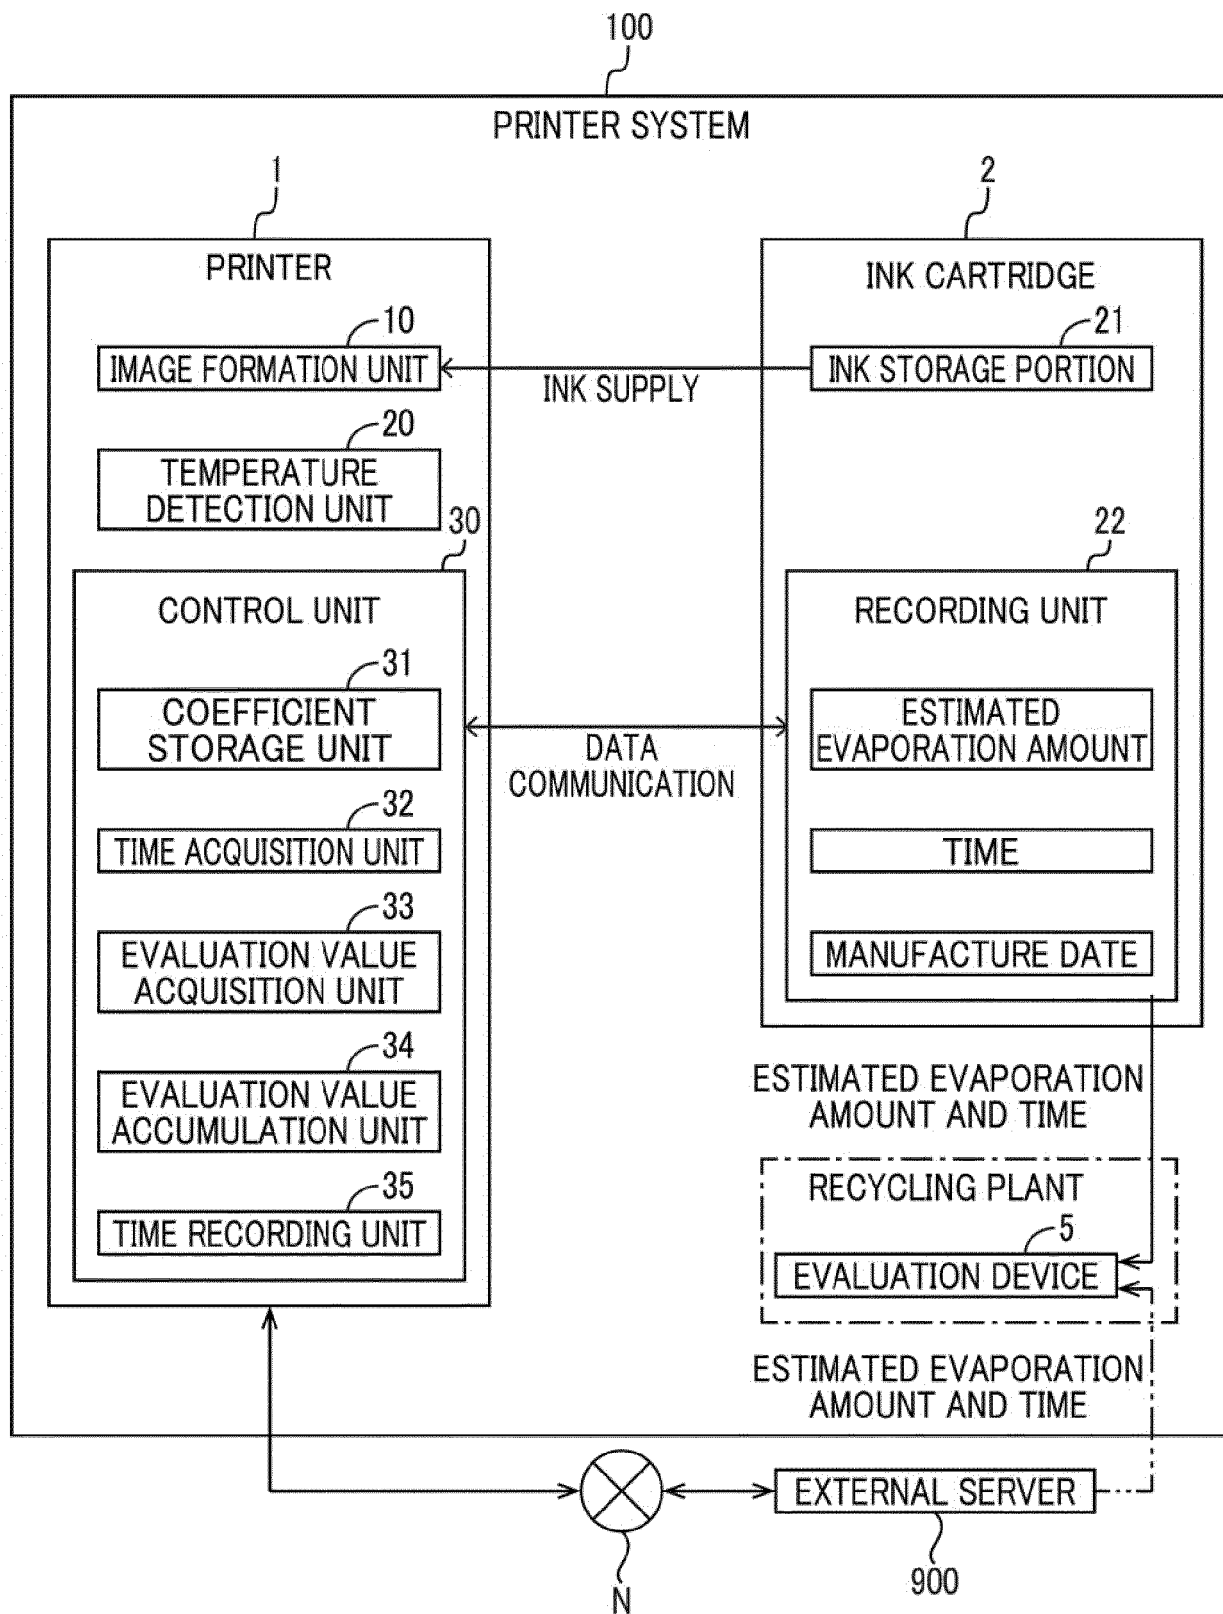 100
PRINTER SYSTEM
1
PRINTER
10
IMAGE FORMATION UNIT
20
TEMPERATURE
DETECTION UNIT
30
CONTROL UNIT
31
COEFFICIENT
STORAGE UNIT
32
TIME ACQUISITION UNIT
33
EVALUATION VALUE
ACQUISITION UNIT
34
EVALUATION VALUE
ACCUMULATION UNIT
35
TIME RECORDING UNIT
INK SUPPLY
DATA
COMMUNICATION
2
INK CARTRIDGE
21
INK STORAGE PORTION
22
RECORDING UNIT
ESTIMATED
EVAPORATION AMOUNT
TIME
MANUFACTURE DATE
ESTIMATED EVAPORATION
AMOUNT AND TIME
RECYCLING PLANT
5
EVALUATION DEVICE
ESTIMATED EVAPORATION
AMOUNT AND TIME
EXTERNAL SERVER
900
N